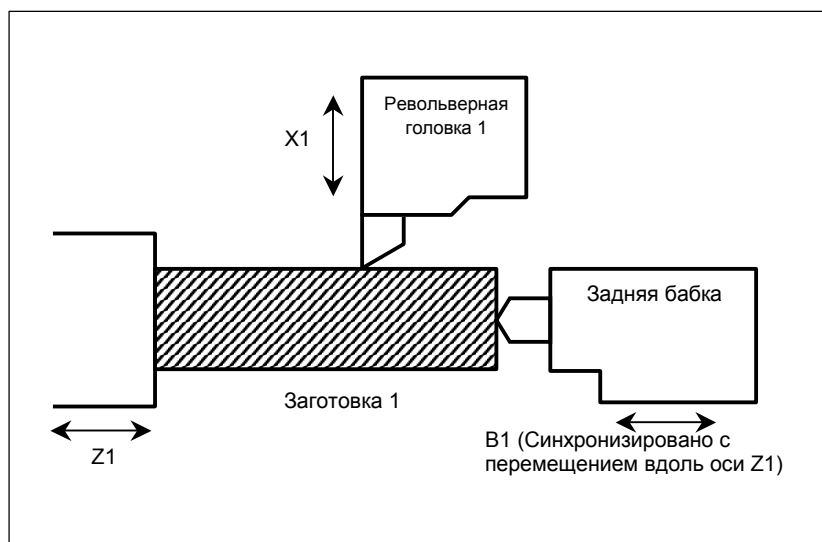 Револьверная
головка 1
X1
Задняя бабка
Заготовка 1
Z1
B1 (Синхронизировано с
перемещением вдоль оси Z1)